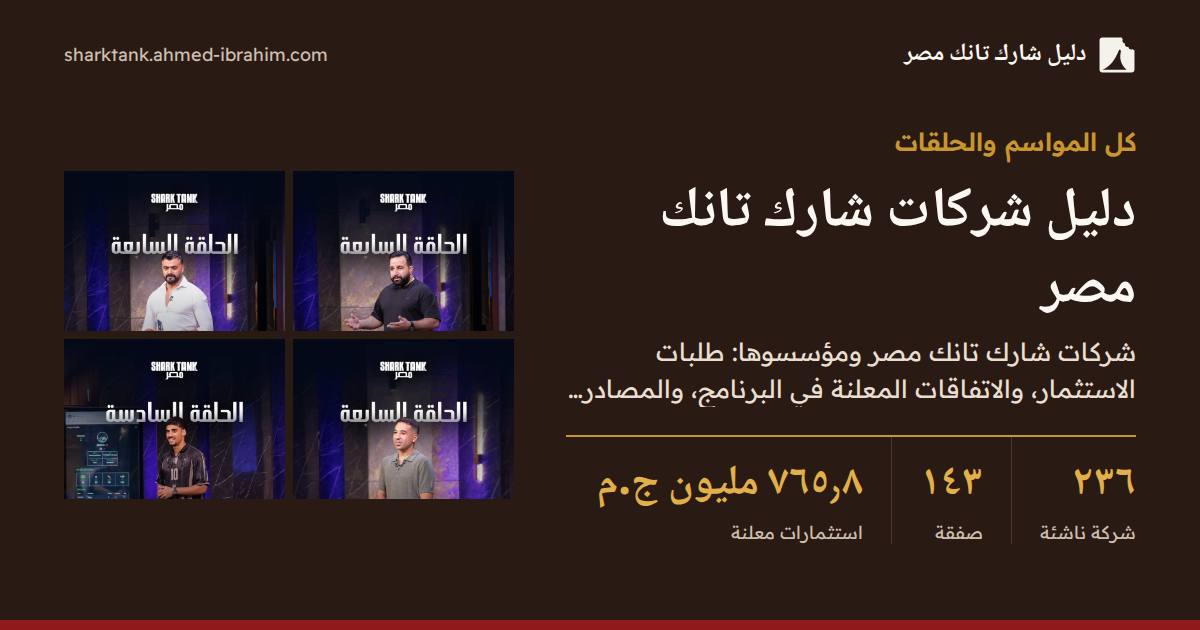 دليل شارك تانك مصر
sharktank.ahmed-ibrahim.com
كل المواسم والحلقات
دليل شركات شارك تانك
مصر
شركات شارك تانك مصر ومؤسسوها: طلبات
الاستثمار، والاتفاقات المعلنة في البرنامج، والمصادر...
٢٣٦
شركة ناشئة
١٤٣
صفقة
٧٦٥٫٨ مليون ج.م
استثمارات معلنة
SHARK TANK
مصر
الحلقة السابعة
SHARK TANK
مصر
الحلقة السابعة
SHARK TANK
مصر
الحلقة السابعة
SHARK TANK
مصر
الحلقة السادسة
10